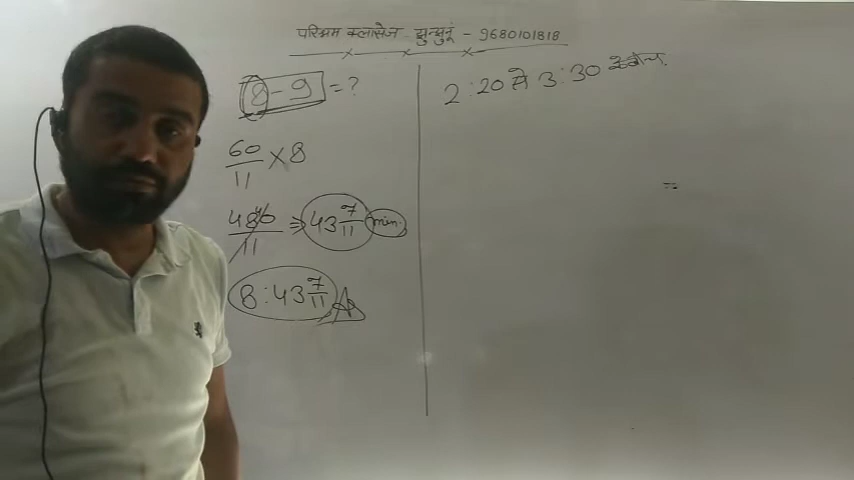 परिश्रम क्लासेज झुन्झुनूं - 9680101818
8 - 9 = ?
60/11 × 8
480/11 ⇒ 43 7/11 min.
8 : 43 7/11 A
2 : 20 से 3 : 30
=